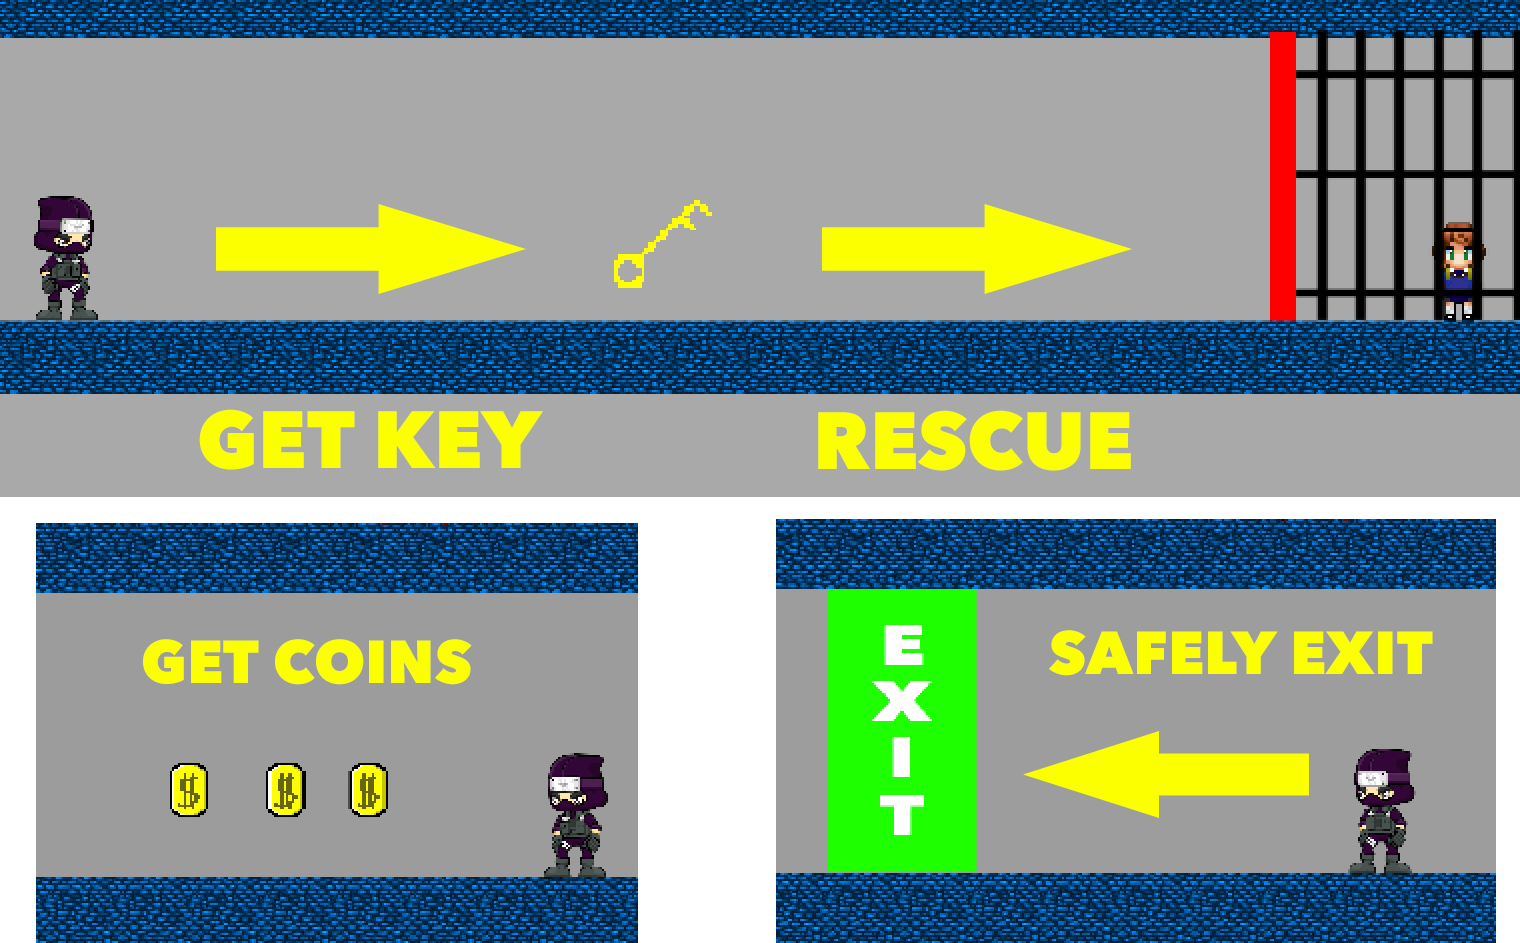 GET KEY
RESCUE
GET COINS
$ $ $
SAFELY EXIT
E
X
I
T